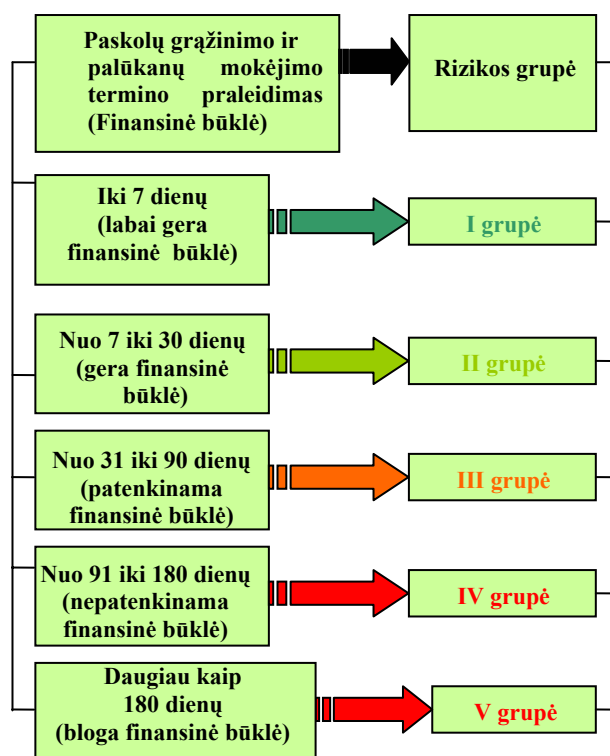 Paskolų grąžinimo ir
palūkanų mokėjimo
termino praleidimas
(Finansinė būklė)
Rizikos grupė
Iki 7 dienų
(labai gera
finansinė būklė)
I grupė
Nuo 7 iki 30 dienų
(gera finansinė
būklė)
II grupė
Nuo 31 iki 90 dienų
(patenkinama
finansinė būklė)
III grupė
Nuo 91 iki 180 dienų
(nepatenkinama
finansinė būklė)
IV grupė
Daugiau kaip
180 dienų
(bloga finansinė būklė)
V grupė